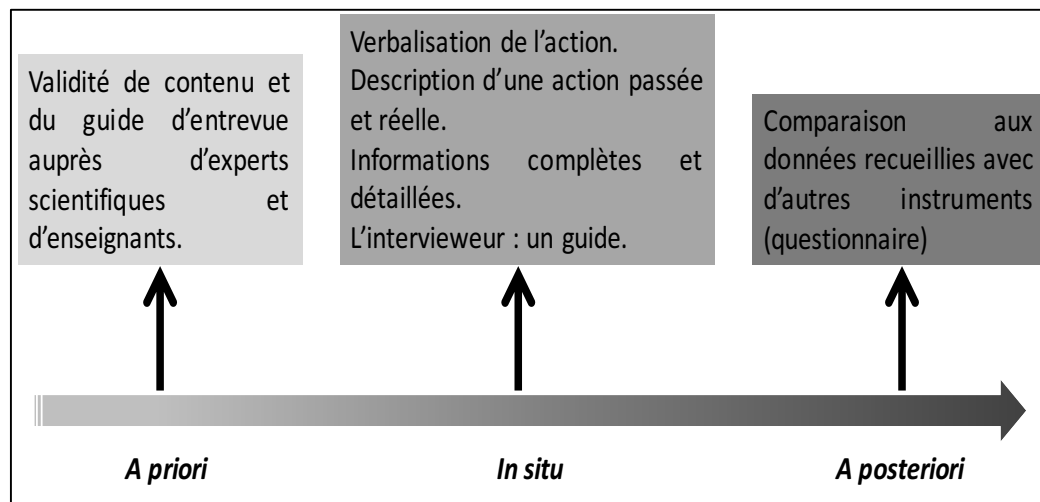 Validité de contenu et
du guide d'entrevue
auprès d'experts
scientifiques et
d'enseignants.
Verbalisation de l'action.
Description d'une action passée
et réelle.
Informations complètes et
détaillées.
L'intervieweur : un guide.
Comparaison aux
données recueillies avec
d'autres instruments
(questionnaire)
A priori
In situ
A posteriori